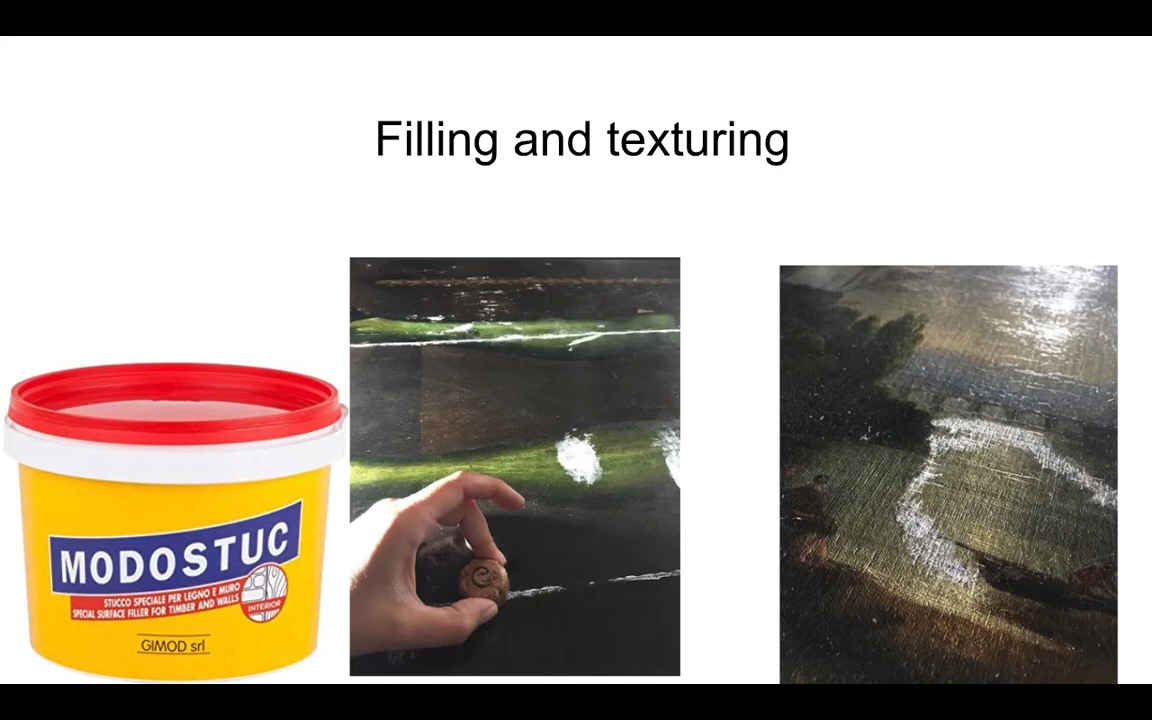 Filling and texturing
MODOSTUC
STUCCO SPECIALE PER LEGNO E MURO
SPECIAL SURFACE FILLER FOR TIMBER AND WALLS
INTERIOR
GIMOD srl